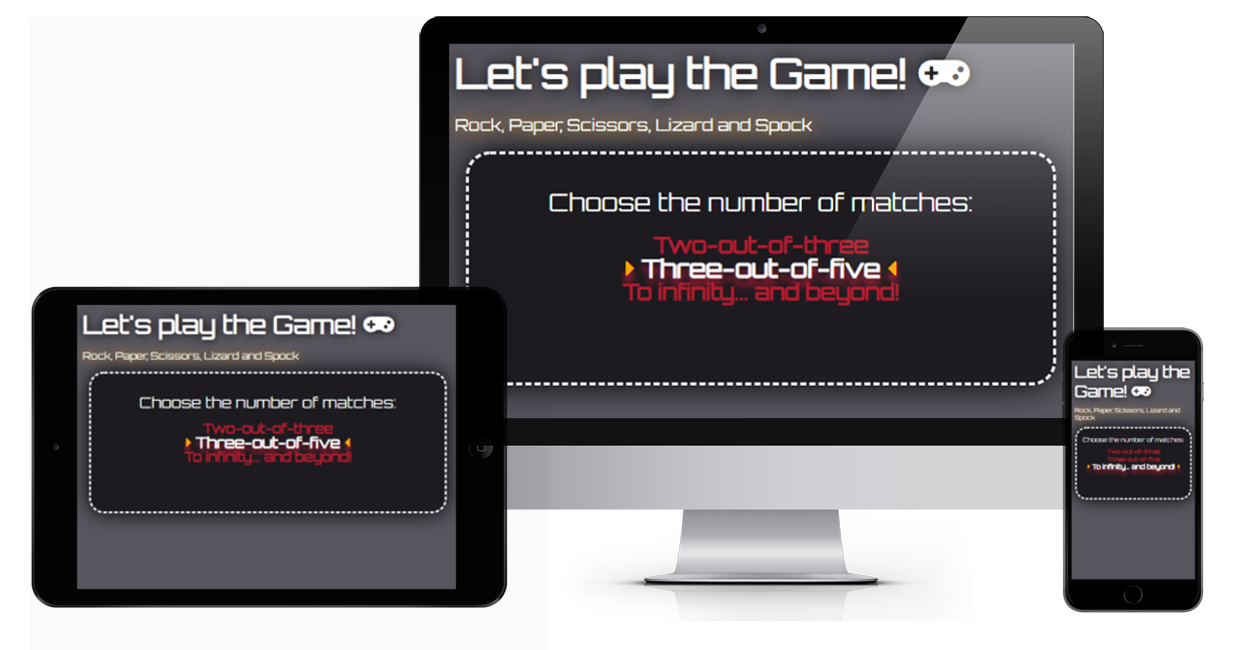 Let's play the Game!
Rock, Paper, Scissors, Lizard and Spock
Choose the number of matches:
Two-out-of-three
Three-out-of-five
To infinity... and beyond!
Let's play the Game!
Rock, Paper, Scissors, Lizard and Spock
Choose the number of matches:
Two-out-of-three
Three-out-of-five
To infinity... and beyond!
Let's play the
Game!
Rock, Paper, Scissors, Lizard and
Spock
Choose the number of matches:
Two-out-of-three
Three-out-of-five
To infinity... and beyond!